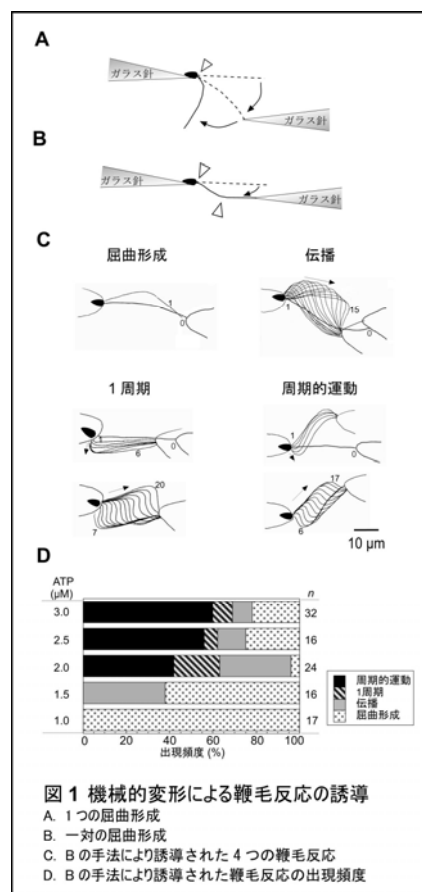 A
ガラス針
ガラス針
B
ガラス針
ガラス針
C
屈曲形成
伝播
1
0
1
15
0
1周期
周期的運動
1
6
0
1
0
7
20
6
17
10 μm
D
ATP
(μM)
n
3.0
32
2.5
16
2.0
24
1.5
16
1.0
17
0 20 40 60 80 100
出現頻度 (%)
周期的運動
1周期
伝播
屈曲形成
図 1 機械的変形による鞭毛反応の誘導
A. 1つの屈曲形成
B. 一対の屈曲形成
C. Bの手法により誘導された4つの鞭毛反応
D. Bの手法により誘導された鞭毛反応の出現頻度